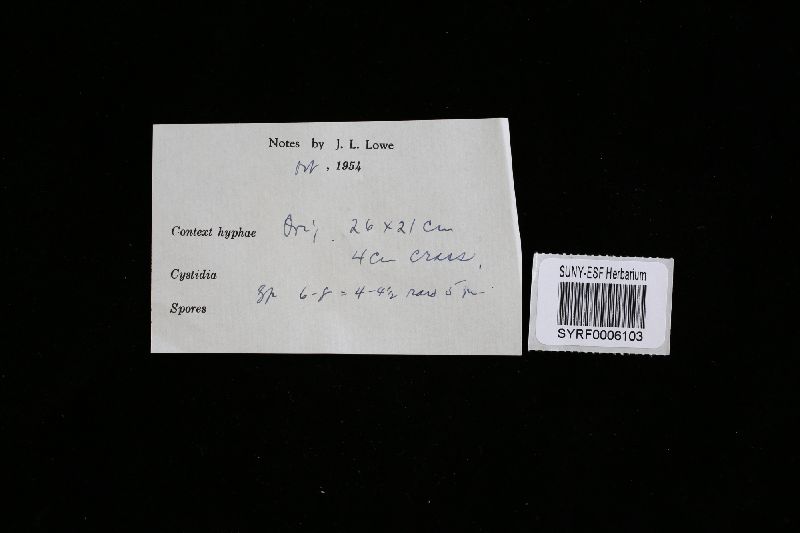 Notes by J. L. Lowe
Oct, 1954
Context hyphae Orig. 26 x 21 cm
4 cm crass.
Cystidia
Sp 6-8 = 4-4½ rare 5 µ
Spores
SUNY-ESF Herbarium
SYRF0006103